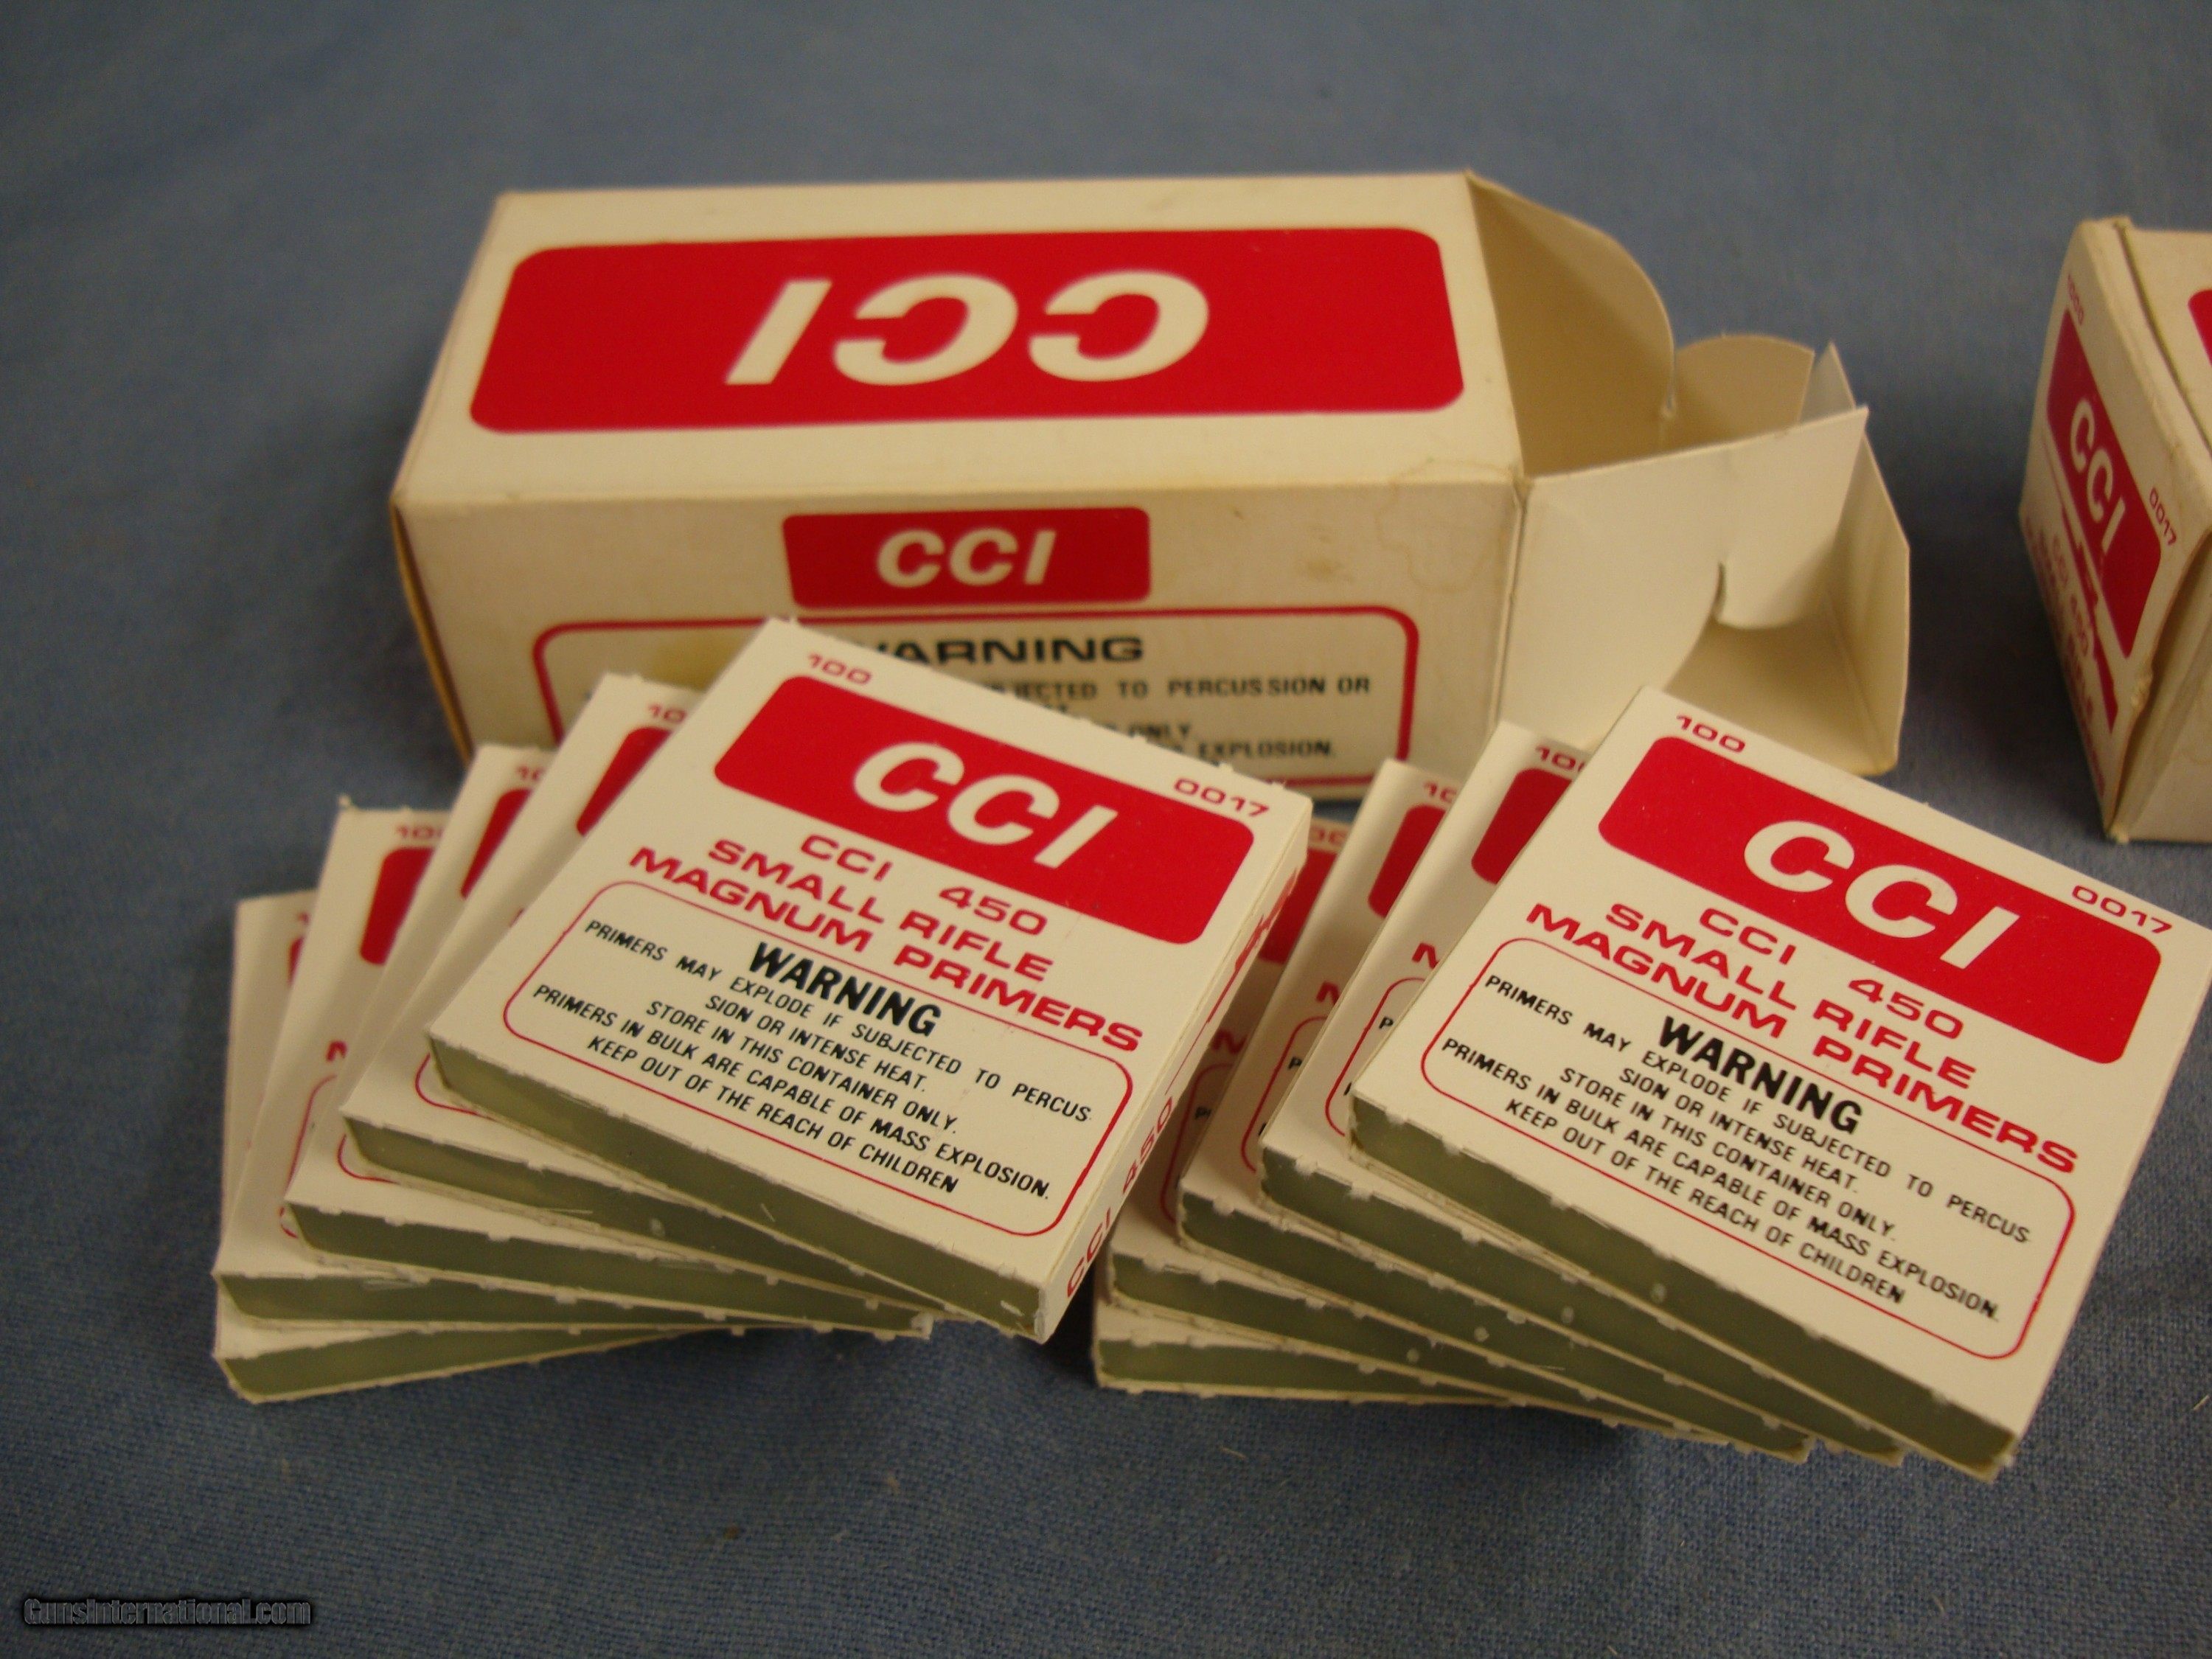 CCI
CCI
WARNING
TO PERCUSSION OR
ONLY.
EXPLOSION.
100
CCI
0017
CCI 450
SMALL RIFLE
MAGNUM PRIMERS
WARNING
PRIMERS MAY EXPLODE IF SUBJECTED TO PERCUS
SION OR INTENSE HEAT.
STORE IN THIS CONTAINER ONLY.
PRIMERS IN BULK ARE CAPABLE OF MASS EXPLOSION.
KEEP OUT OF THE REACH OF CHILDREN
CCI 450
100
CCI
0017
CCI 450
SMALL RIFLE
MAGNUM PRIMERS
WARNING
PRIMERS MAY EXPLODE IF SUBJECTED TO PERCUS
SION OR INTENSE HEAT.
STORE IN THIS CONTAINER ONLY.
PRIMERS IN BULK ARE CAPABLE OF MASS EXPLOSION.
KEEP OUT OF THE REACH OF CHILDREN
CCI
0017
GunsInternational.com